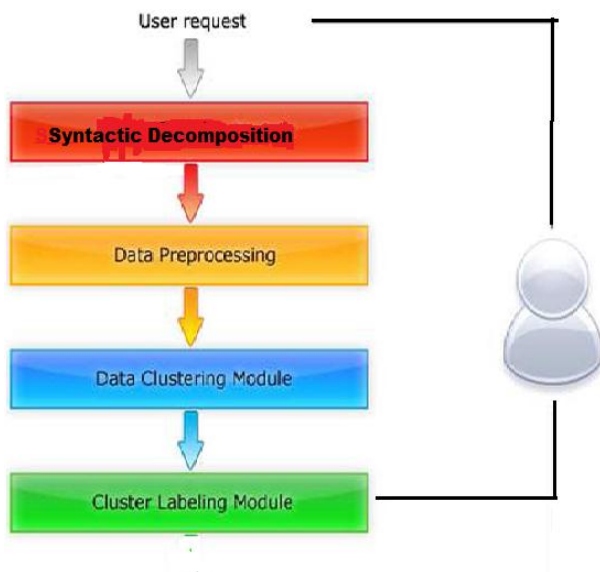 User request
Syntactic Decomposition
Data Preprocessing
Data Clustering Module
Cluster Labeling Module